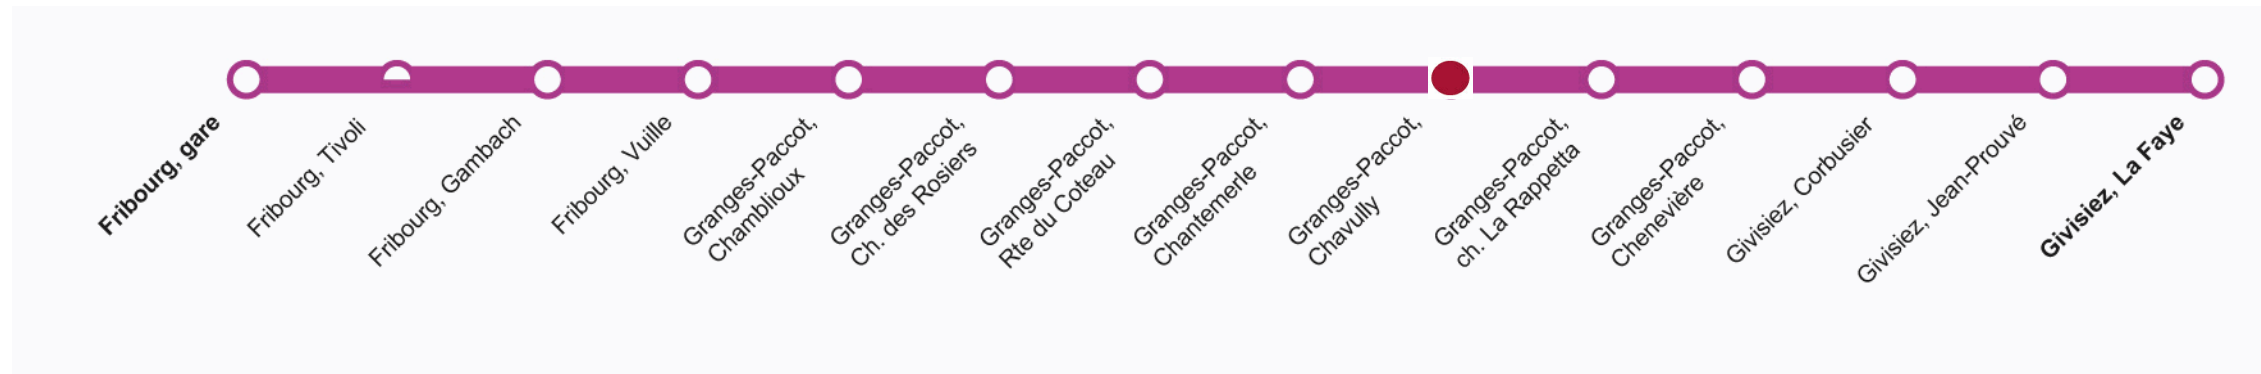 Fribourg, gare
Fribourg, Tivoli
Fribourg, Gambach
Fribourg, Vuille
Granges-Paccot,
Chamblioux
Granges-Paccot,
Ch. des Rosiers
Granges-Paccot,
Rte du Coteau
Granges-Paccot,
Chantemerle
Granges-Paccot,
Chavully
Granges-Paccot,
ch. La Rappetta
Granges-Paccot,
Chenevière
Givisiez, Corbusier
Givisiez, Jean-Prouvé
Givisiez, La Faye